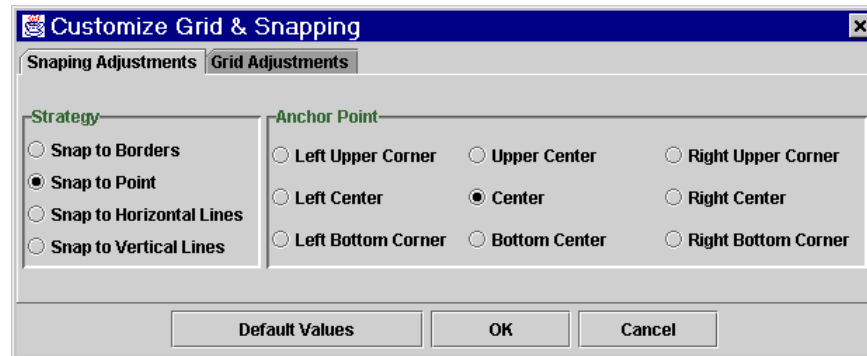 Customize Grid & Snapping
Snaping Adjustments Grid Adjustments
Strategy
Snap to Borders
Snap to Point
Snap to Horizontal Lines
Snap to Vertical Lines
Anchor Point
Left Upper Corner Upper Center Right Upper Corner
Left Center Center Right Center
Left Bottom Corner Bottom Center Right Bottom Corner
Default Values OK Cancel